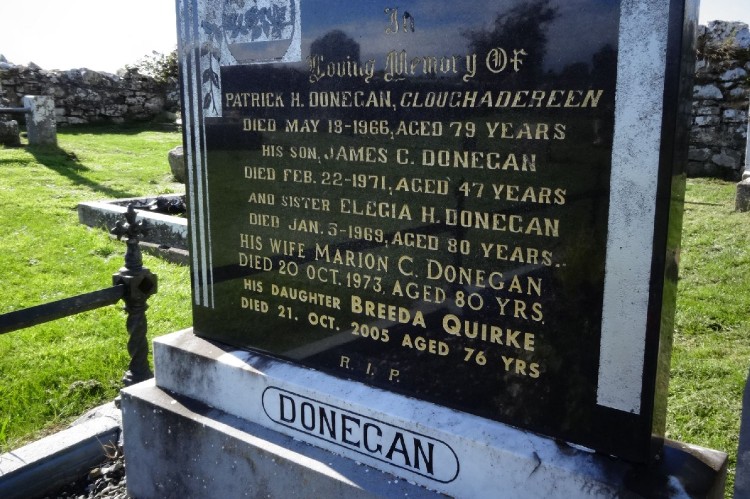 In
Loving Memory Of
PATRICK H. DONEGAN, CLOUGHADEREEN
DIED MAY 18-1966, AGED 79 YEARS
HIS SON, JAMES C. DONEGAN
DIED FEB. 22-1971, AGED 47 YEARS
AND SISTER ELECIA H. DONEGAN
DIED JAN. 5-1969, AGED 80 YEARS.
HIS WIFE MARION C. DONEGAN
DIED 20 OCT. 1973. AGED 80 YRS.
HIS DAUGHTER BREEDA QUIRKE
DIED 21. OCT. 2005 AGED 76 YRS
R. I. P.
DONEGAN